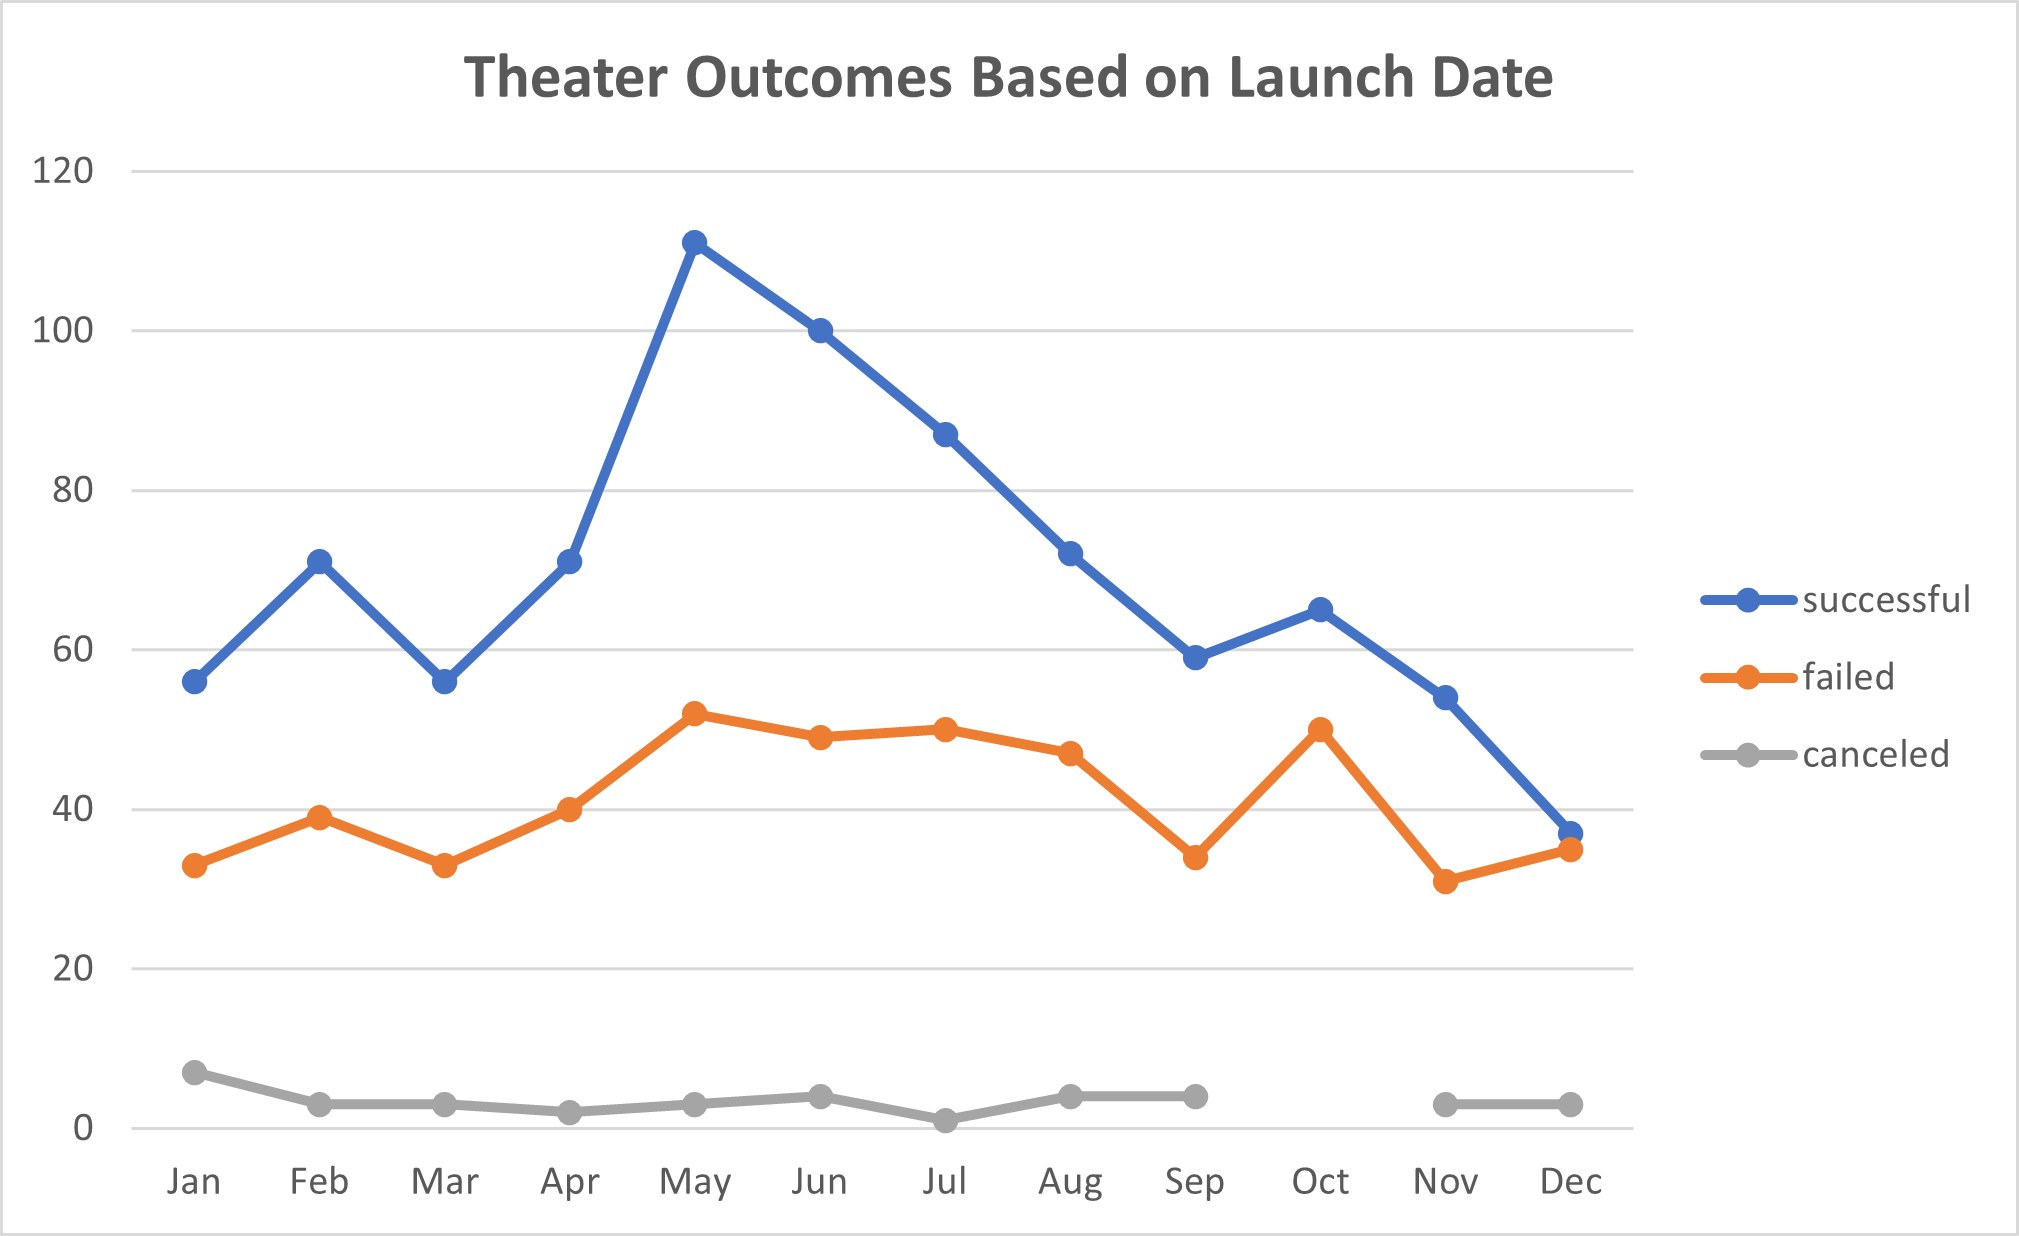 Theater Outcomes Based on Launch Date
120
100
80
60
40
20
0
Jan Feb Mar Apr May Jun Jul Aug Sep Oct Nov Dec
successful
failed
canceled